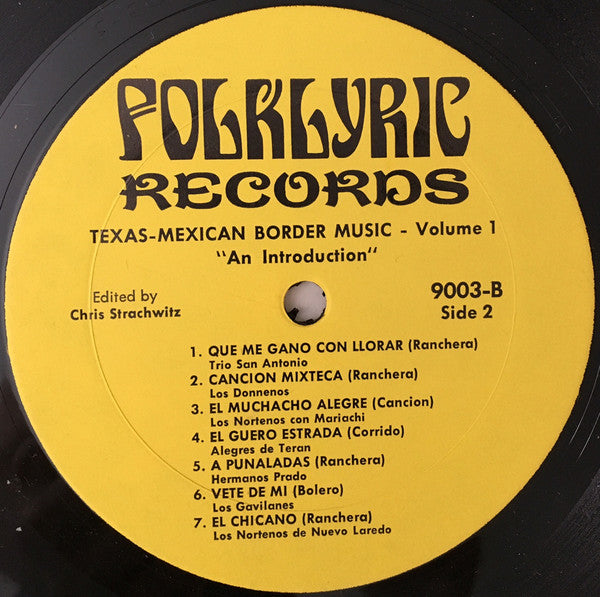 FOLKLYRIC
RECORDS
TEXAS-MEXICAN BORDER MUSIC - Volume 1
"An Introduction"
Edited by
Chris Strachwitz
9003-B
Side 2
1. QUE ME GANO CON LLORAR (Ranchera)
Trio San Antonio
2. CANCION MIXTECA (Ranchera)
Los Donnenos
3. EL MUCHACHO ALEGRE (Cancion)
Los Nortenos con Mariachi
4. EL GUERO ESTRADA (Corrido)
Alegres de Teran
5. A PUNALADAS (Ranchera)
Hermanos Prado
6. VETE DE MI (Bolero)
Los Gavilanes
7. EL CHICANO (Ranchera)
Los Nortenos de Nuevo Laredo